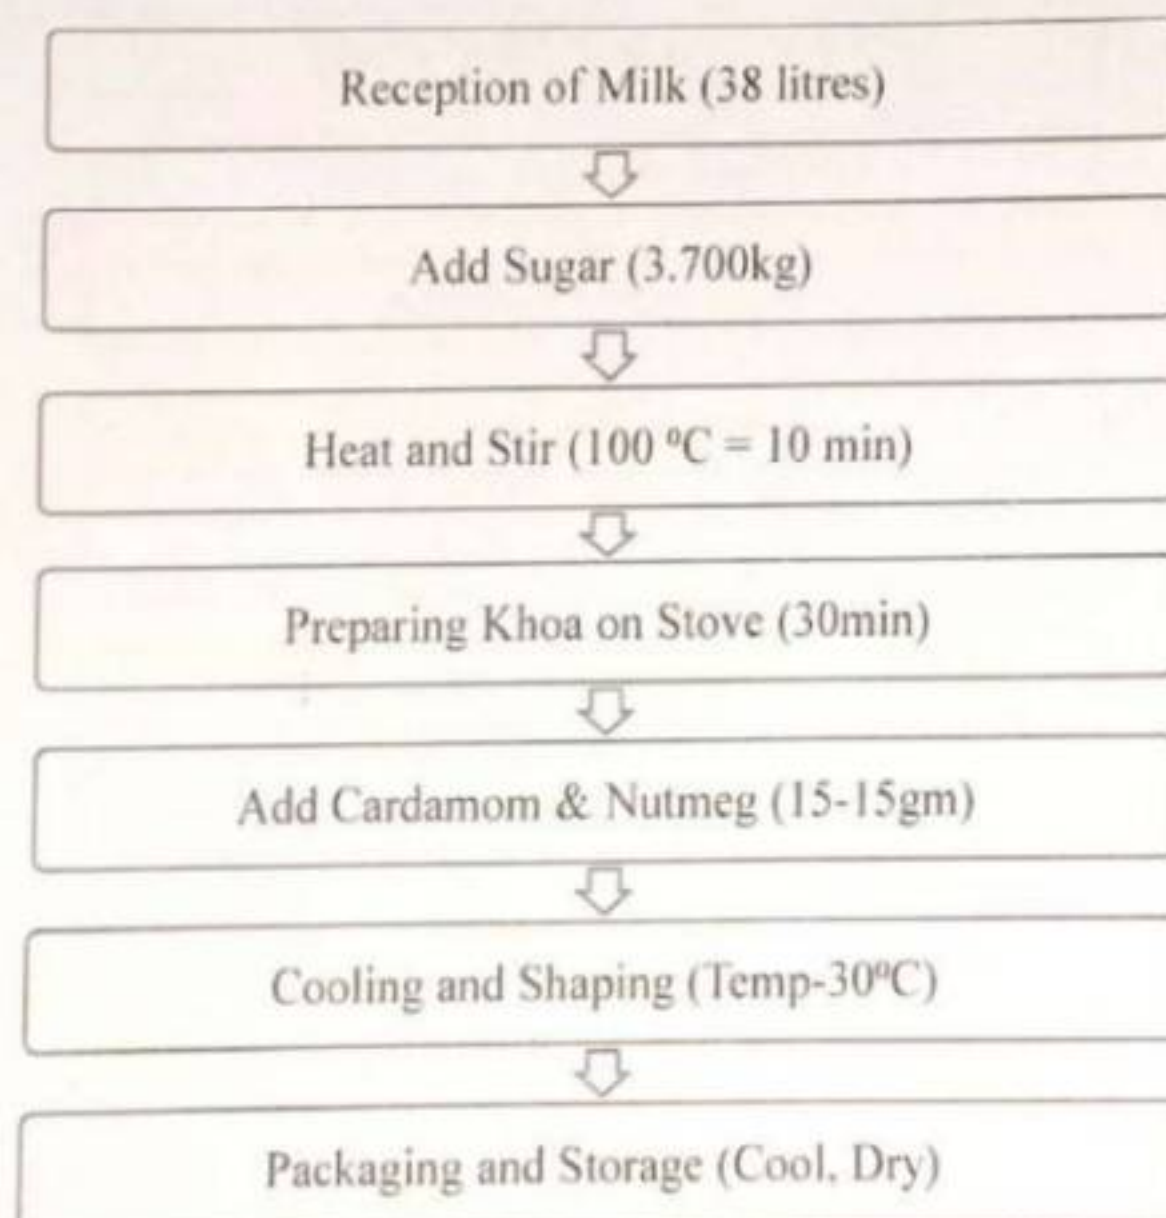 Reception of Milk (38 litres)
Add Sugar (3.700kg)
Heat and Stir (100 ºC = 10 min)
Preparing Khoa on Stove (30min)
Add Cardamom & Nutmeg (15-15gm)
Cooling and Shaping (Temp-30ºC)
Packaging and Storage (Cool, Dry)